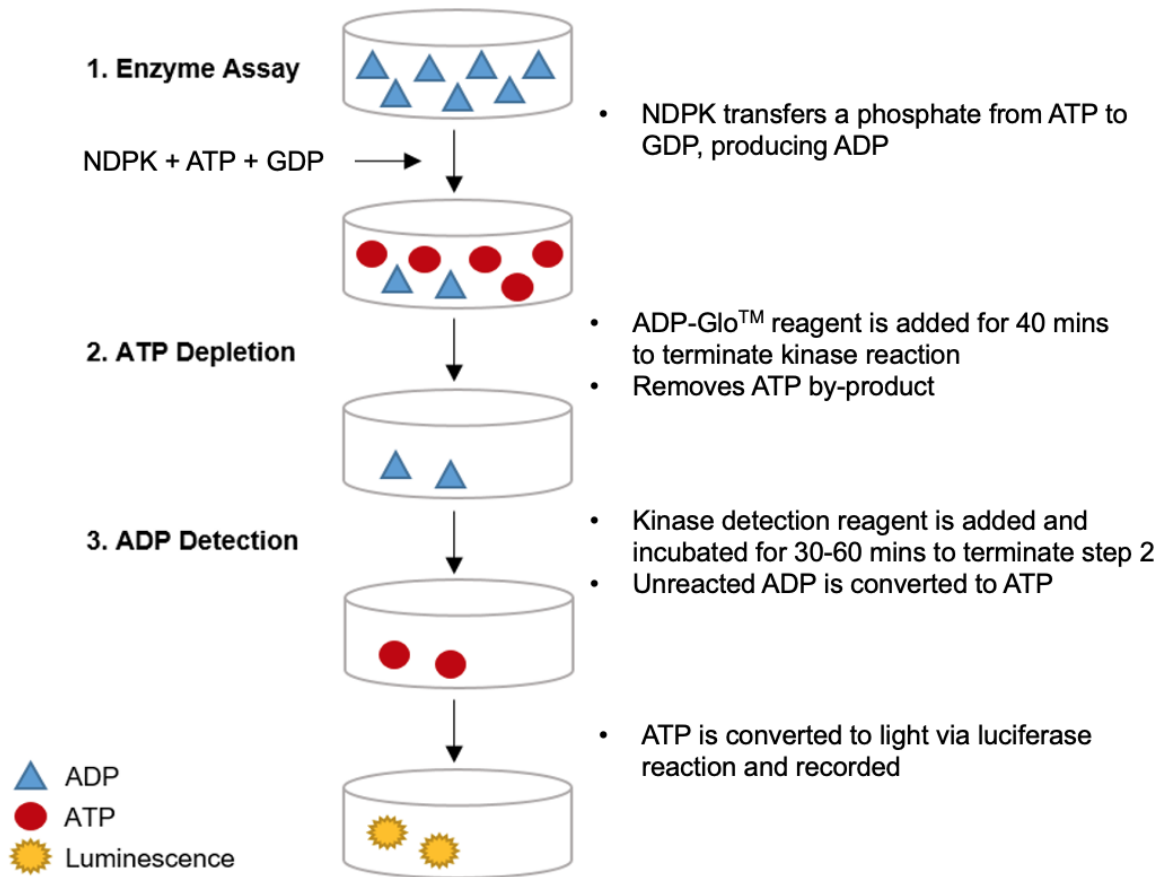 1. Enzyme Assay
• NDPK transfers a phosphate from ATP to
GDP, producing ADP
NDPK + ATP + GDP
• ADP-Glo™ reagent is added for 40 mins
to terminate kinase reaction
• Removes ATP by-product
2. ATP Depletion
• Kinase detection reagent is added and
incubated for 30-60 mins to terminate step 2
• Unreacted ADP is converted to ATP
3. ADP Detection
• ATP is converted to light via luciferase
reaction and recorded
ADP
ATP
Luminescence